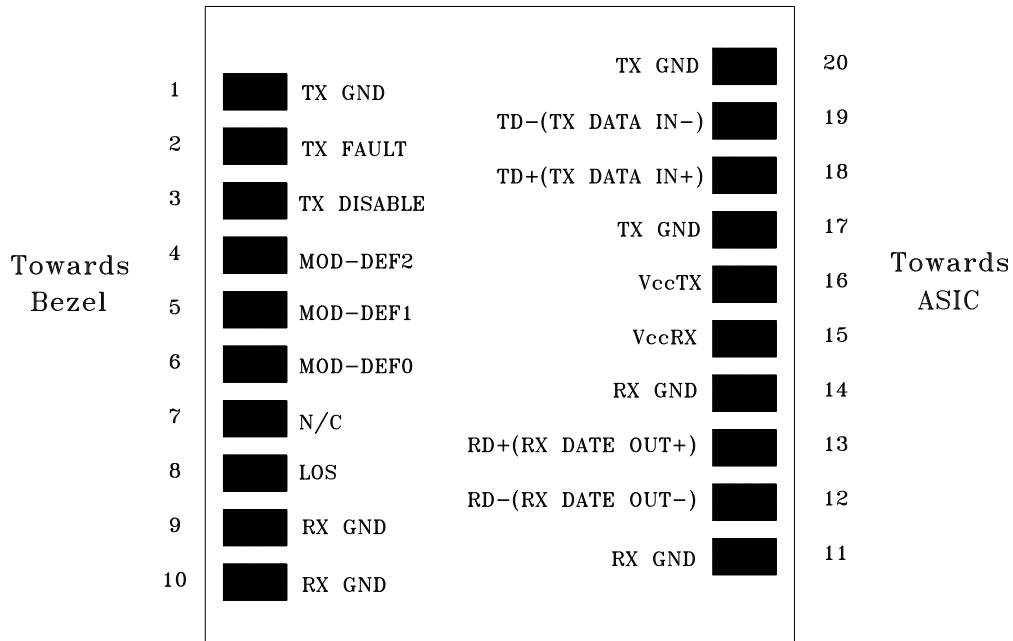 1 TX GND
2 TX FAULT
3 TX DISABLE
4 MOD-DEF2
5 MOD-DEF1
6 MOD-DEF0
7 N/C
8 LOS
9 RX GND
10 RX GND
Towards
Bezel
TX GND 20
TD-(TX DATA IN-) 19
TD+(TX DATA IN+) 18
TX GND 17
VccTX 16
VccRX 15
RX GND 14
RD+(RX DATE OUT+) 13
RD-(RX DATE OUT-) 12
RX GND 11
Towards
ASIC